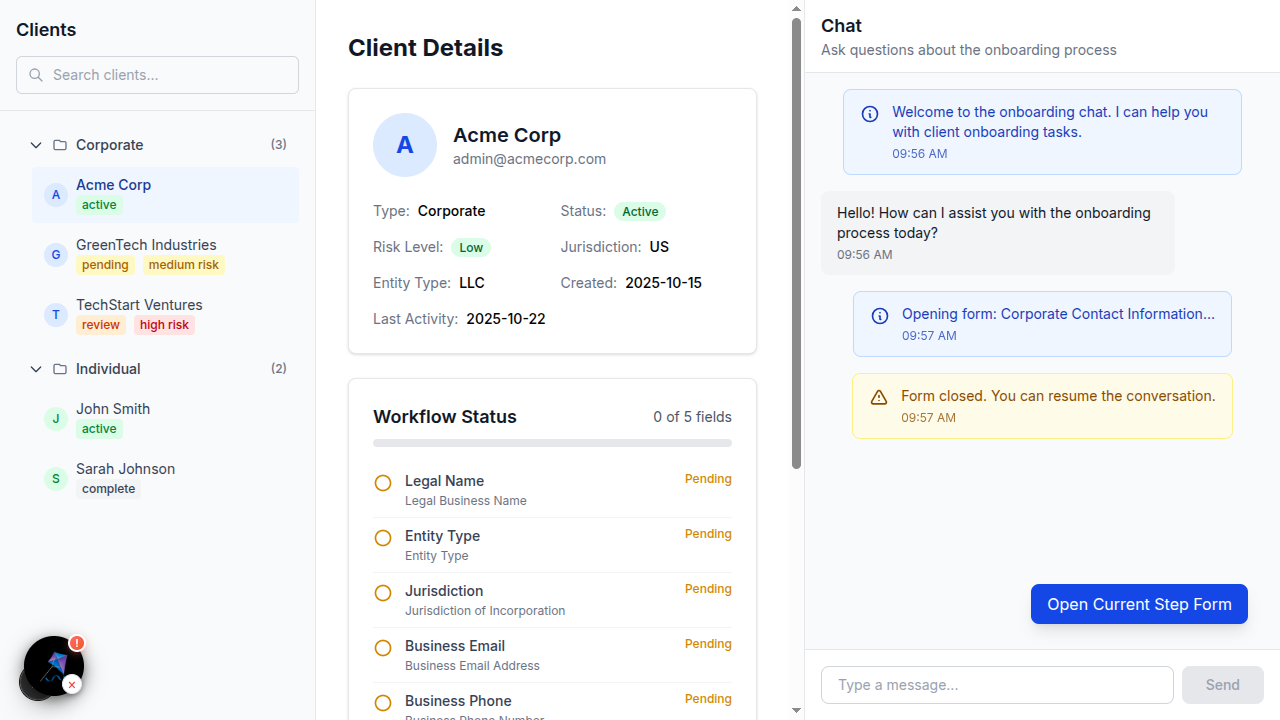 Clients
Search clients...
Corporate
(3)
A
Acme Corp
active
G
GreenTech Industries
pending
medium risk
T
TechStart Ventures
review
high risk
Individual
(2)
J
John Smith
active
S
Sarah Johnson
complete
!
×
Client Details
A
Acme Corp
admin@acmecorp.com
Type: Corporate
Status: Active
Risk Level: Low
Jurisdiction: US
Entity Type: LLC
Created: 2025-10-15
Last Activity: 2025-10-22
Workflow Status
0 of 5 fields
Legal Name
Pending
Legal Business Name
Entity Type
Pending
Entity Type
Jurisdiction
Pending
Jurisdiction of Incorporation
Business Email
Pending
Business Email Address
Business Phone
Pending
Business Phone Number
Chat
Ask questions about the onboarding process
Welcome to the onboarding chat. I can help you
with client onboarding tasks.
09:56 AM
Hello! How can I assist you with the onboarding
process today?
09:56 AM
Opening form: Corporate Contact Information...
09:57 AM
Form closed. You can resume the conversation.
09:57 AM
Open Current Step Form
Type a message...
Send